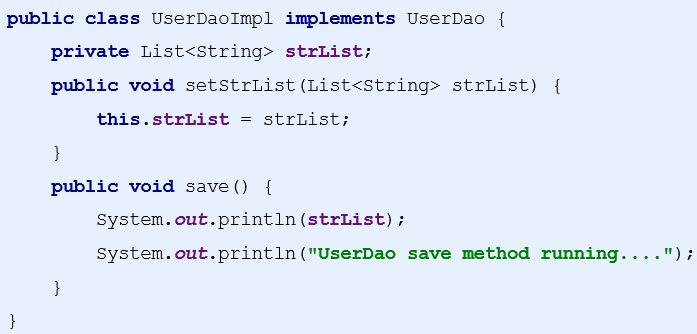 public class UserDaoImpl implements UserDao {
    private List<String> strList;
    public void setStrList(List<String> strList) {
        this.strList = strList;
    }
    public void save() {
        System.out.println(strList);
        System.out.println("UserDao save method running....");
    }
}